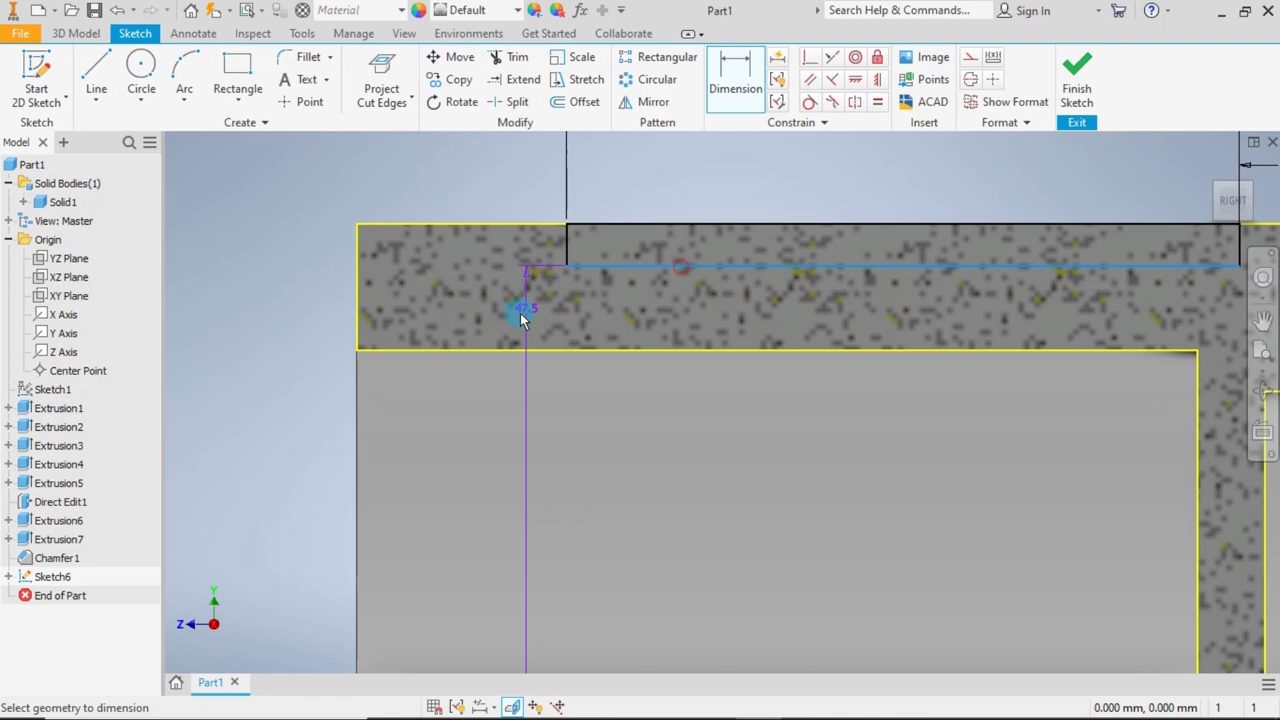 Material
Default
fx
Part1
Search Help & Commands...
Sign In
PRO
File
3D Model
Sketch
Annotate
Inspect
Tools
Manage
View
Environments
Get Started
Collaborate
Start
2D Sketch
Line
Circle
Arc
Rectangle
Fillet
Text
Point
Project
Cut Edges
Move
Copy
Rotate
Trim
Extend
Split
Scale
Stretch
Offset
Rectangular
Circular
Mirror
Dimension
Image
Points
ACAD
Show Format
Finish
Sketch
Sketch
Create
Modify
Pattern
Constrain
Insert
Format
Exit
Model
Part1
Solid Bodies(1)
Solid1
View: Master
Origin
YZ Plane
XZ Plane
XY Plane
X Axis
Y Axis
Z Axis
Center Point
Sketch1
Extrusion1
Extrusion2
Extrusion3
Extrusion4
Extrusion5
Direct Edit1
Extrusion6
Extrusion7
Chamfer1
Sketch6
End of Part
RIGHT
47.5
Y
Z
Part1
Select geometry to dimension
0.000 mm, 0.000 mm
1
1